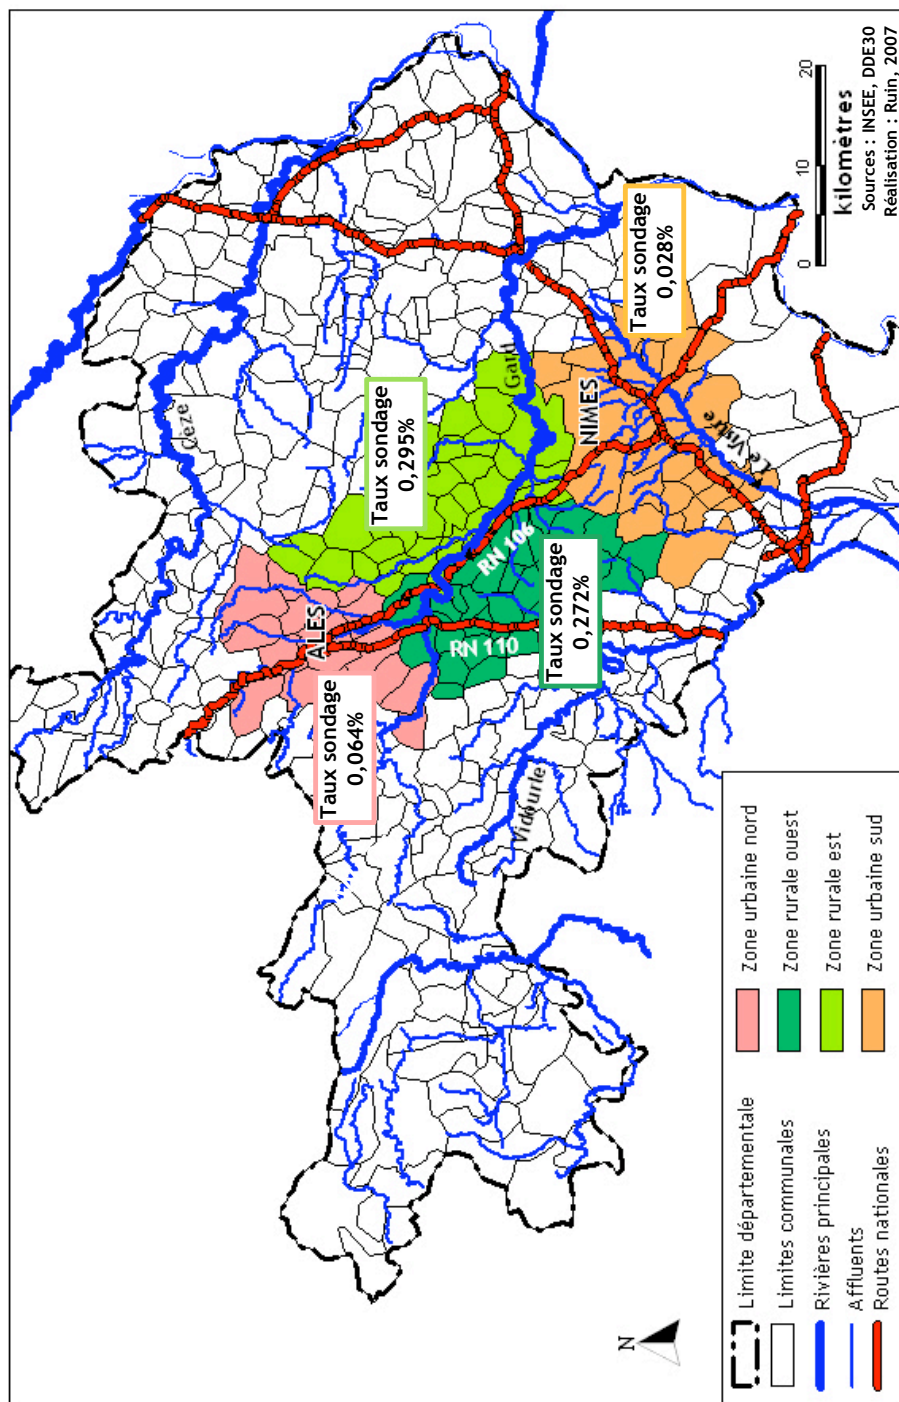 Cèze
Gard
Vidourle
Le Vistre
ALES
NIMES
RN 106
RN 110
Taux sondage
0,064%
Taux sondage
0,295%
Taux sondage
0,272%
Taux sondage
0,028%
N
0 10 20
kilomètres
Sources : INSEE, DDE30
Réalisation : Ruin, 2007
Limite départementale
Limites communales
Rivières principales
Affluents
Routes nationales
Zone urbaine nord
Zone rurale ouest
Zone rurale est
Zone urbaine sud